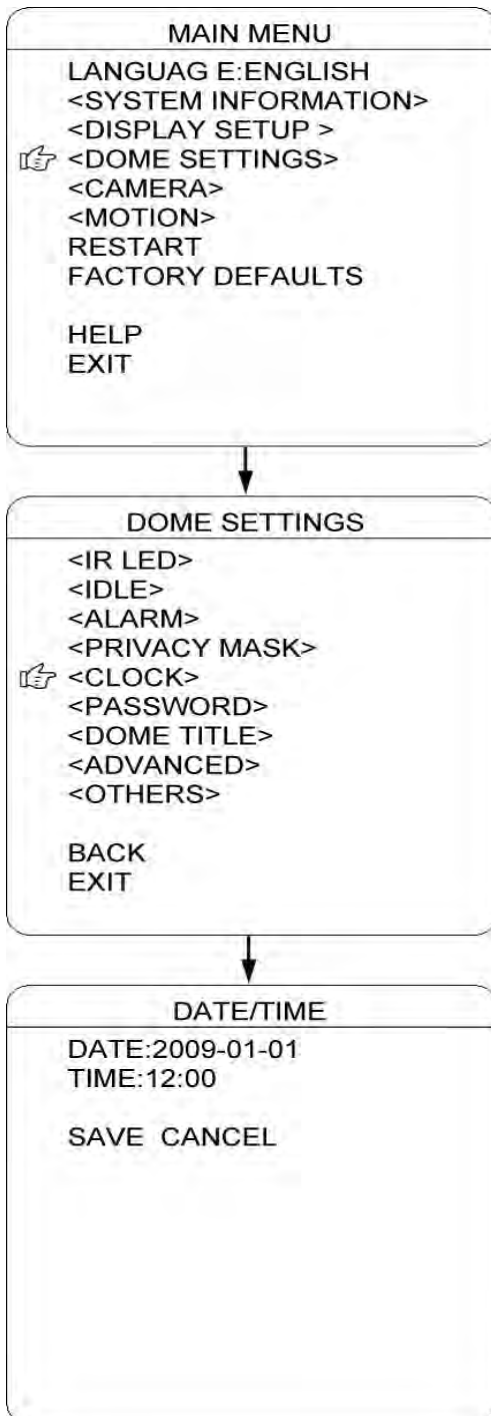 MAIN MENU
LANGUAG E:ENGLISH
<SYSTEM INFORMATION>
<DISPLAY SETUP >
<DOME SETTINGS>
<CAMERA>
<MOTION>
RESTART
FACTORY DEFAULTS
HELP
EXIT
DOME SETTINGS
<IR LED>
<IDLE>
<ALARM>
<PRIVACY MASK>
<CLOCK>
<PASSWORD>
<DOME TITLE>
<ADVANCED>
<OTHERS>
BACK
EXIT
DATE/TIME
DATE:2009-01-01
TIME:12:00
SAVE CANCEL